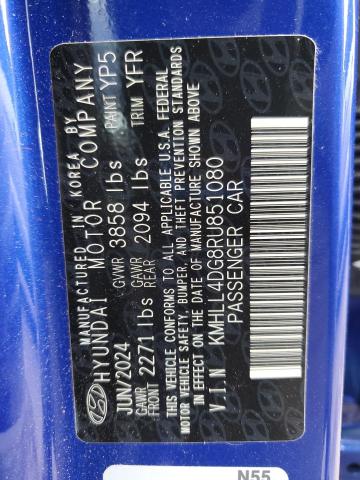 MANUFACTURED IN KOREA BY
HYUNDAI MOTOR COMPANY
JUN/2024 GVWR 3858 lbs PAINT YP5
GAWR FRONT 2271 lbs GAWR REAR 2094 lbs TRIM YFR
THIS VEHICLE CONFORMS TO ALL APPLICABLE U.S.A. FEDERAL
MOTOR VEHICLE SAFETY, BUMPER, AND THEFT PREVENTION STANDARDS
IN EFFECT ON THE DATE OF MANUFACTURE SHOWN ABOVE
V.I.N KMHLL4DG8RU851080
PASSENGER CAR
N55